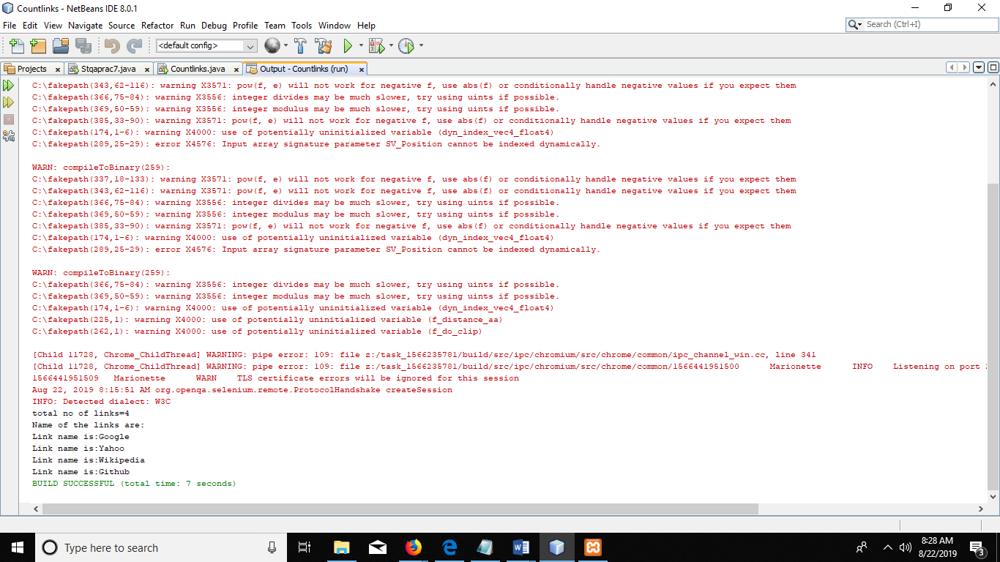 Countlinks - NetBeans IDE 8.0.1
File Edit View Navigate Source Refactor Run Debug Profile Team Tools Window Help
Search (Ctrl+I)
<default config>
Projects Stqaprac7.java Countlinks.java Output - Countlinks (run)
C:\fakepath(343,62-116): warning X3571: pow(f, e) will not work for negative f, use abs(f) or conditionally handle negative values if you expect them
C:\fakepath(366,75-84): warning X3556: integer divides may be much slower, try using uints if possible.
C:\fakepath(369,50-59): warning X3556: integer modulus may be much slower, try using uints if possible.
C:\fakepath(385,33-90): warning X3571: pow(f, e) will not work for negative f, use abs(f) or conditionally handle negative values if you expect them
C:\fakepath(174,1-6): warning X4000: use of potentially uninitialized variable (dyn_index_vec4_float4)
C:\fakepath(289,25-29): error X4576: Input array signature parameter SV_Position cannot be indexed dynamically.
WARN: compileToBinary(259):
C:\fakepath(337,18-133): warning X3571: pow(f, e) will not work for negative f, use abs(f) or conditionally handle negative values if you expect them
C:\fakepath(343,62-116): warning X3571: pow(f, e) will not work for negative f, use abs(f) or conditionally handle negative values if you expect them
C:\fakepath(366,75-84): warning X3556: integer divides may be much slower, try using uints if possible.
C:\fakepath(369,50-59): warning X3556: integer modulus may be much slower, try using uints if possible.
C:\fakepath(385,33-90): warning X3571: pow(f, e) will not work for negative f, use abs(f) or conditionally handle negative values if you expect them
C:\fakepath(174,1-6): warning X4000: use of potentially uninitialized variable (dyn_index_vec4_float4)
C:\fakepath(289,25-29): error X4576: Input array signature parameter SV_Position cannot be indexed dynamically.
WARN: compileToBinary(259):
C:\fakepath(366,75-84): warning X3556: integer divides may be much slower, try using uints if possible.
C:\fakepath(369,50-59): warning X3556: integer modulus may be much slower, try using uints if possible.
C:\fakepath(174,1-6): warning X4000: use of potentially uninitialized variable (dyn_index_vec4_float4)
C:\fakepath(225,1): warning X4000: use of potentially uninitialized variable (f_distance_aa)
C:\fakepath(262,1): warning X4000: use of potentially uninitialized variable (f_do_clip)
[Child 11728, Chrome_ChildThread] WARNING: pipe error: 109: file z:/task_1566235781/build/src/ipc/chromium/src/chrome/common/ipc_channel_win.cc, line 341
[Child 11728, Chrome_ChildThread] WARNING: pipe error: 109: file z:/task_1566235781/build/src/ipc/chromium/src/chrome/common/1566441951500 Marionette INFO Listening on port
1566441951509 Marionette WARN TLS certificate errors will be ignored for this session
Aug 22, 2019 8:15:51 AM org.openqa.selenium.remote.ProtocolHandshake createSession
INFO: Detected dialect: W3C
total no of links=4
Name of the links are:
Link name is:Google
Link name is:Yahoo
Link name is:Wikipedia
Link name is:Github
BUILD SUCCESSFUL (total time: 7 seconds)
Type here to search
8:28 AM
8/22/2019
3